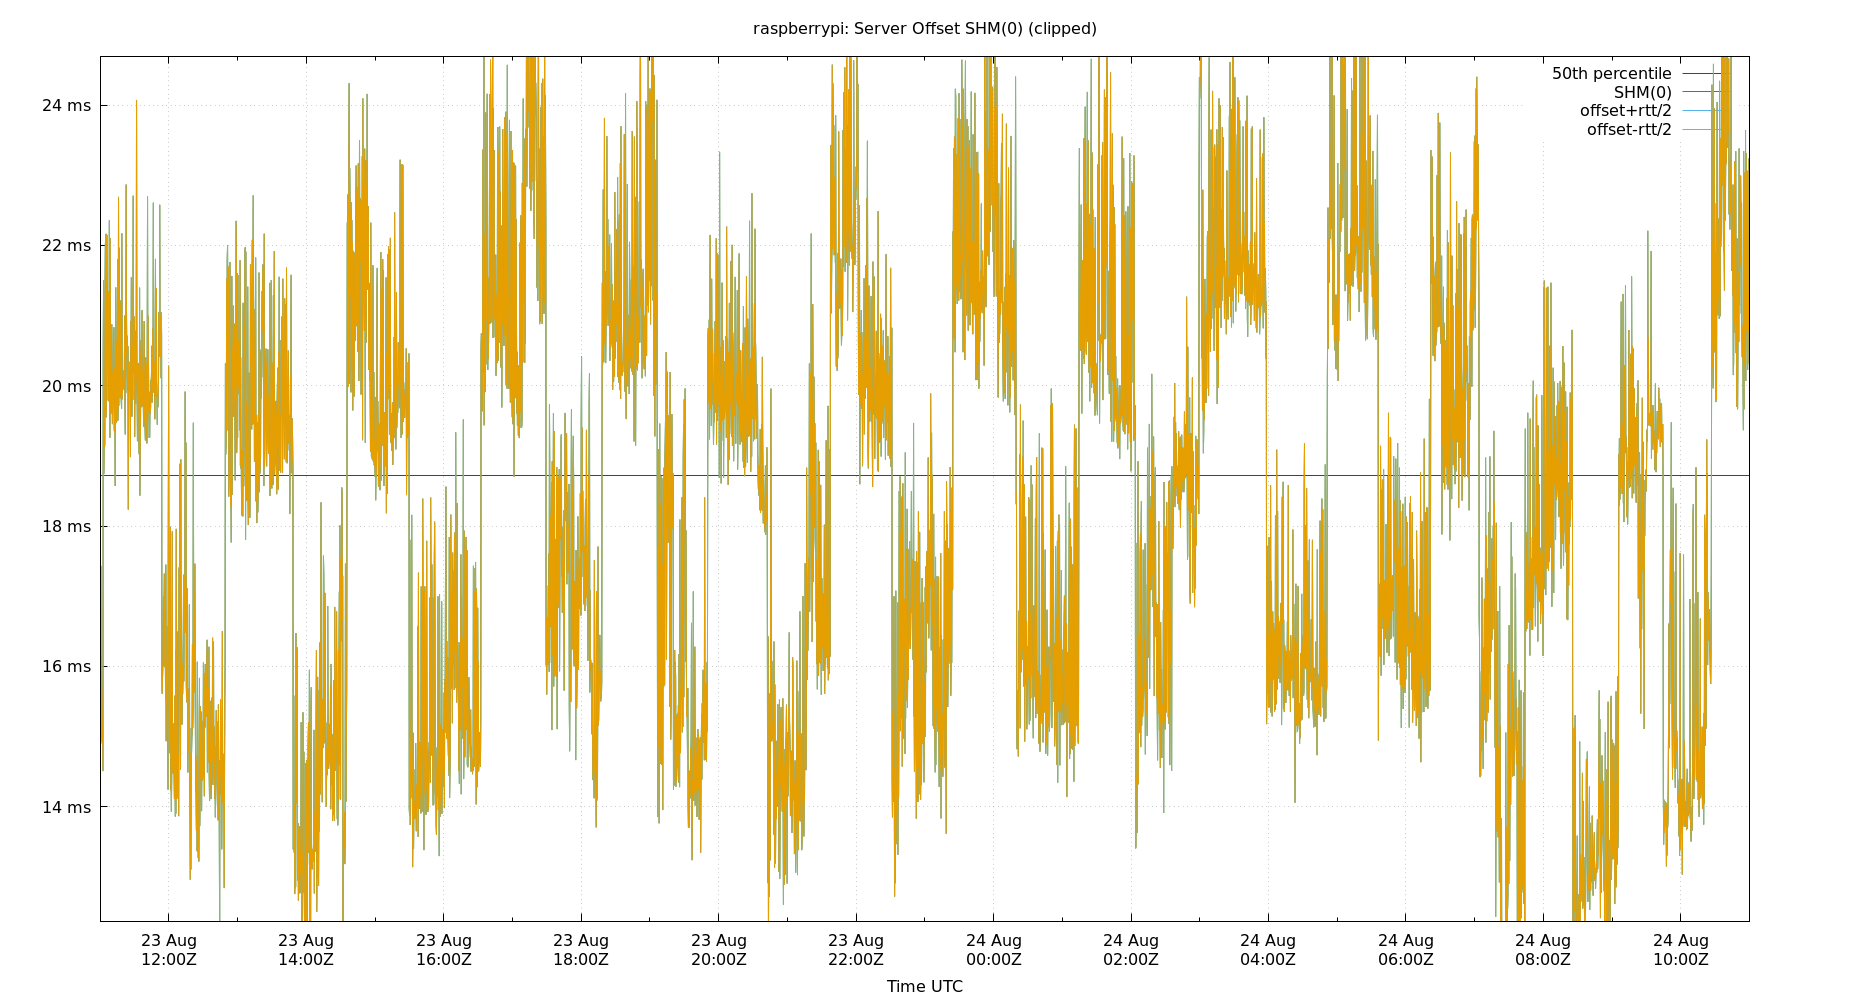 raspberrypi: Server Offset SHM(0) (clipped)
50th percentile
SHM(0)
offset+rtt/2
offset-rtt/2
24 ms
22 ms
20 ms
18 ms
16 ms
14 ms
23 Aug 23 Aug 23 Aug 23 Aug 23 Aug 23 Aug 24 Aug 24 Aug 24 Aug 24 Aug 24 Aug 24 Aug
12:00Z 14:00Z 16:00Z 18:00Z 20:00Z 22:00Z 00:00Z 02:00Z 04:00Z 06:00Z 08:00Z 10:00Z
Time UTC